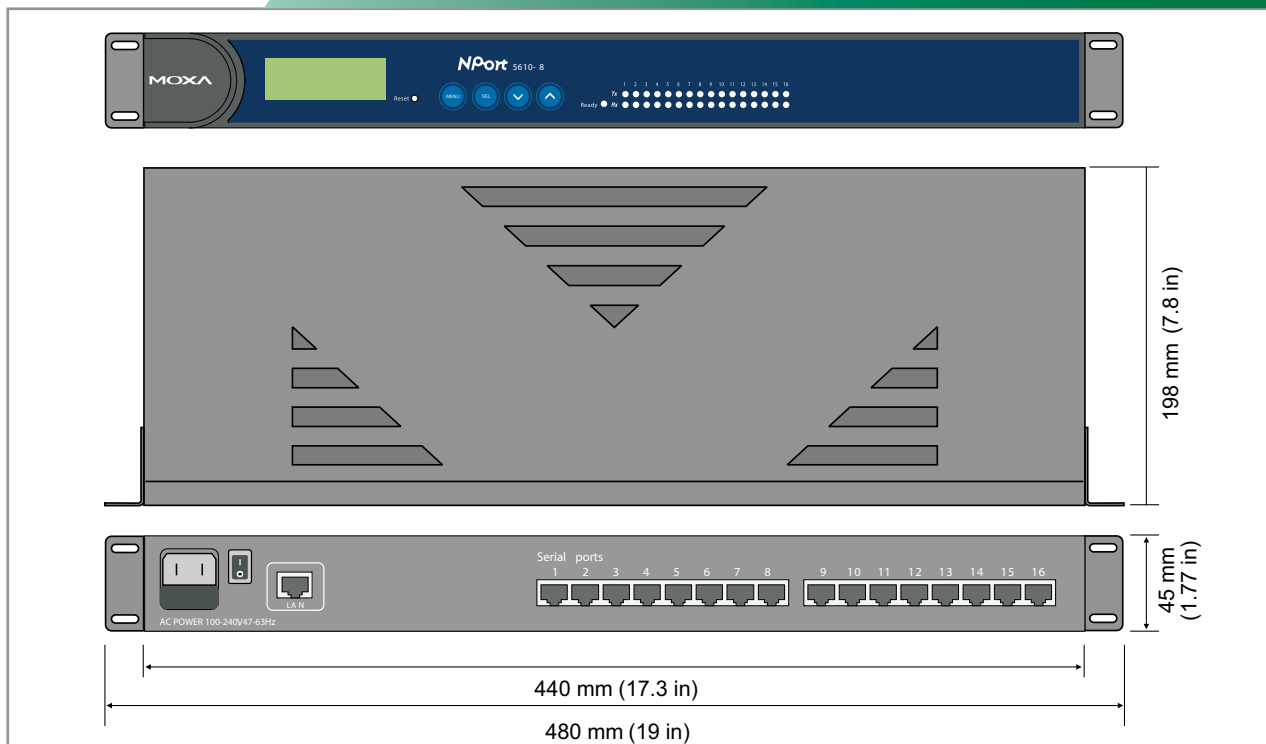 MOXA
NPort 5610- 8
Reset
MENU
SEL
1 2 3 4 5 6 7 8 9 10 11 12 13 14 15 16
Tx
Ready
Rx
198 mm (7.8 in)
Serial ports
1 2 3 4 5 6 7 8 9 10 11 12 13 14 15 16
LA N
AC POWER 100-240V47-63Hz
45 mm
(1.77 in)
440 mm (17.3 in)
480 mm (19 in)